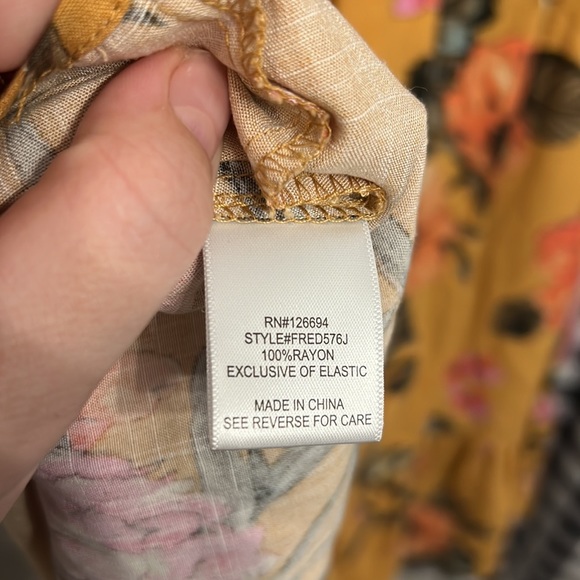 RN#126694
STYLE#FRED576J
100%RAYON
EXCLUSIVE OF ELASTIC
MADE IN CHINA
SEE REVERSE FOR CARE